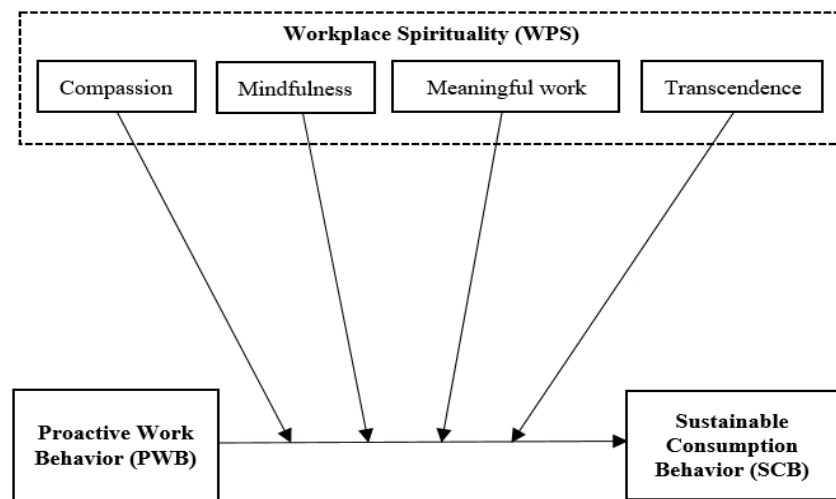 Workplace Spirituality (WPS)
Compassion
Mindfulness
Meaningful work
Transcendence
Proactive Work
Behavior (PWB)
Sustainable
Consumption
Behavior (SCB)